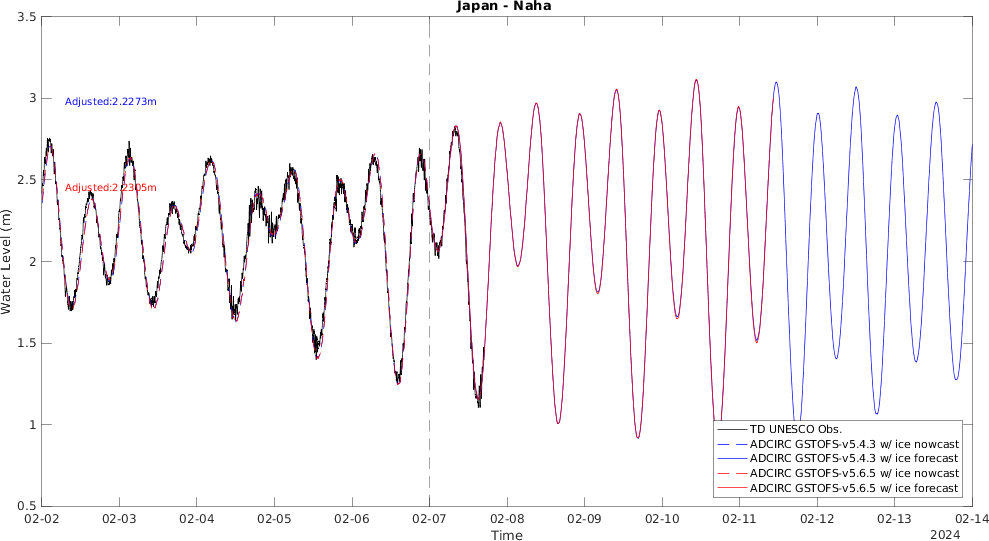 Japan - Naha
3.5
3
2.5
2
1.5
1
0.5
Water Level (m)
Adjusted:2.2273m
Adjusted:2.2305m
TD UNESCO Obs.
ADCIRC GSTOFS-v5.4.3 w/ ice nowcast
ADCIRC GSTOFS-v5.4.3 w/ ice forecast
ADCIRC GSTOFS-v5.6.5 w/ ice nowcast
ADCIRC GSTOFS-v5.6.5 w/ ice forecast
02-02 02-03 02-04 02-05 02-06 02-07 02-08 02-09 02-10 02-11 02-12 02-13 02-14
Time
2024